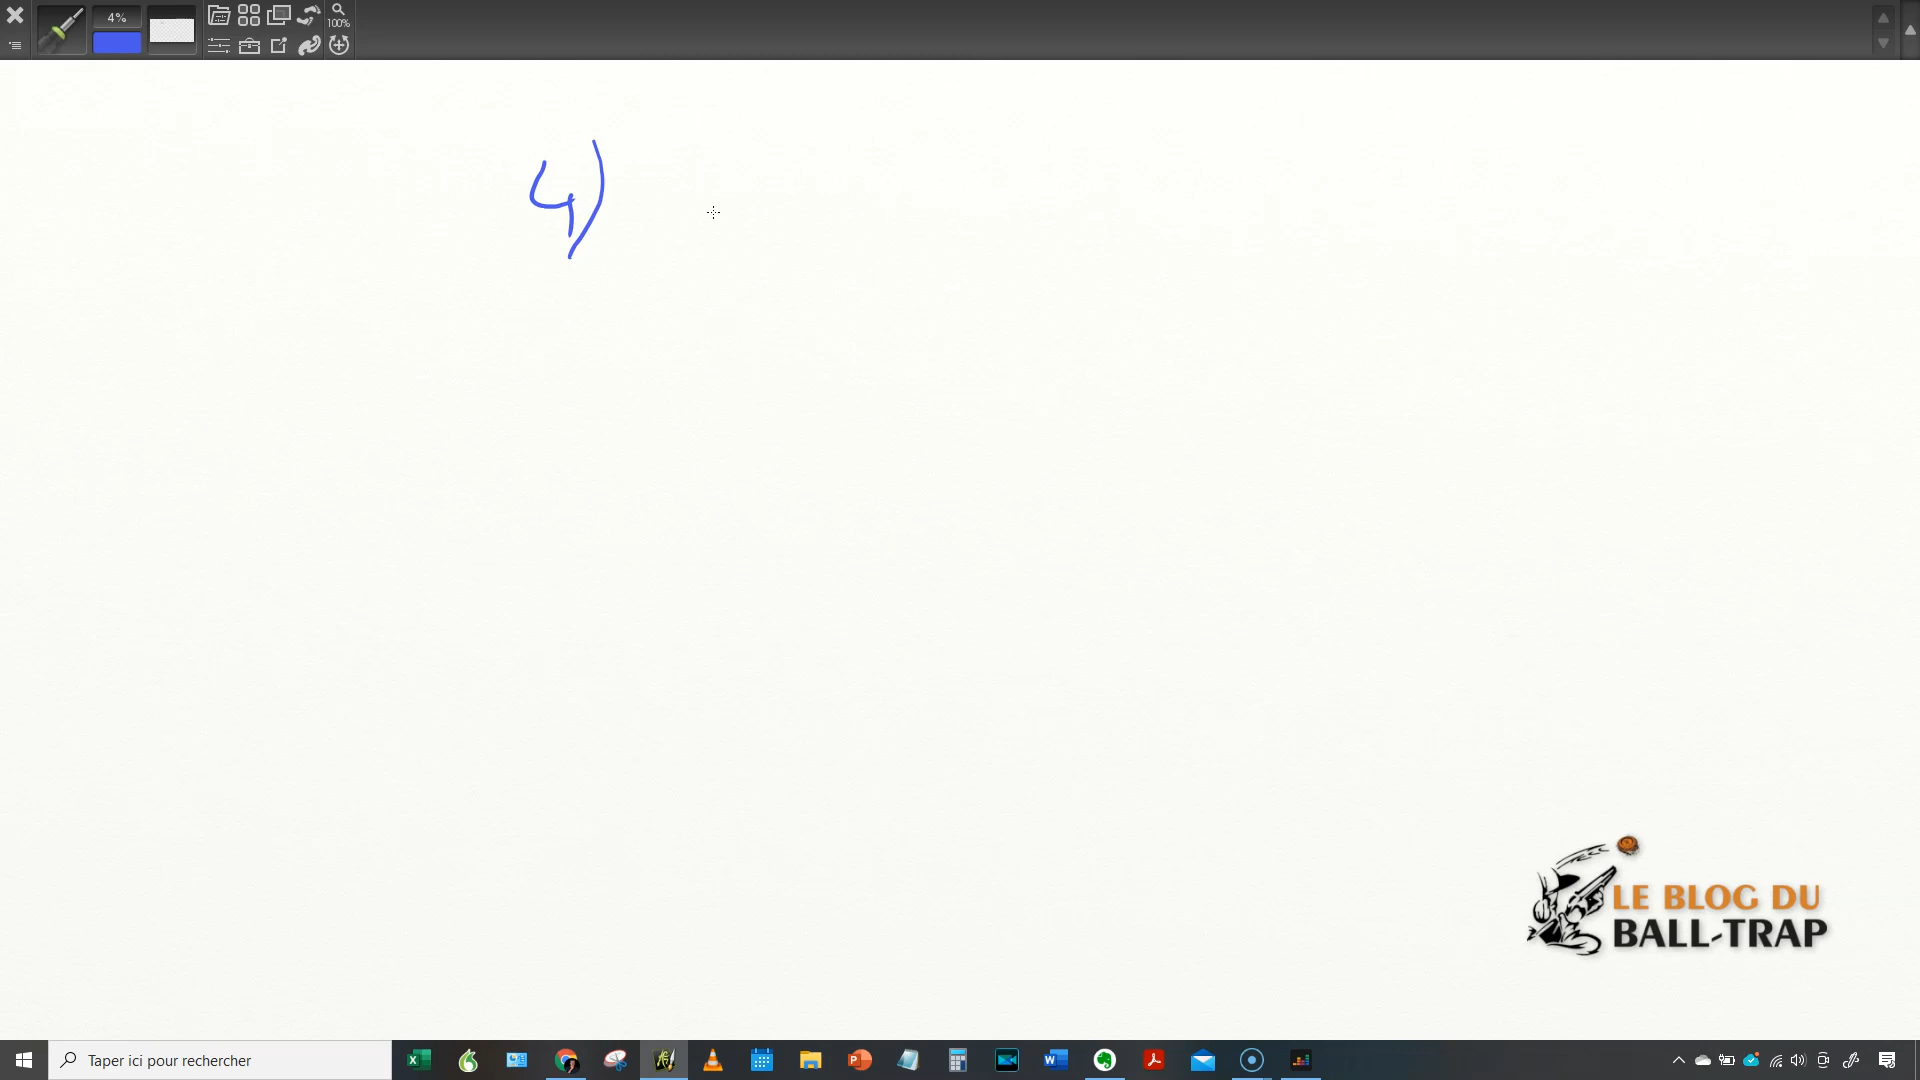 4%
100%
4)
LE BLOG DU
BALL-TRAP
Taper ici pour rechercher